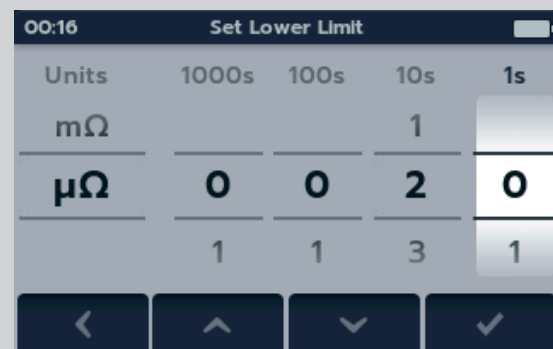 00:16 Set Lower Limit
Units 1000s 100s 10s 1s
mΩ 1
µΩ 0 0 2 0
1 1 3 1